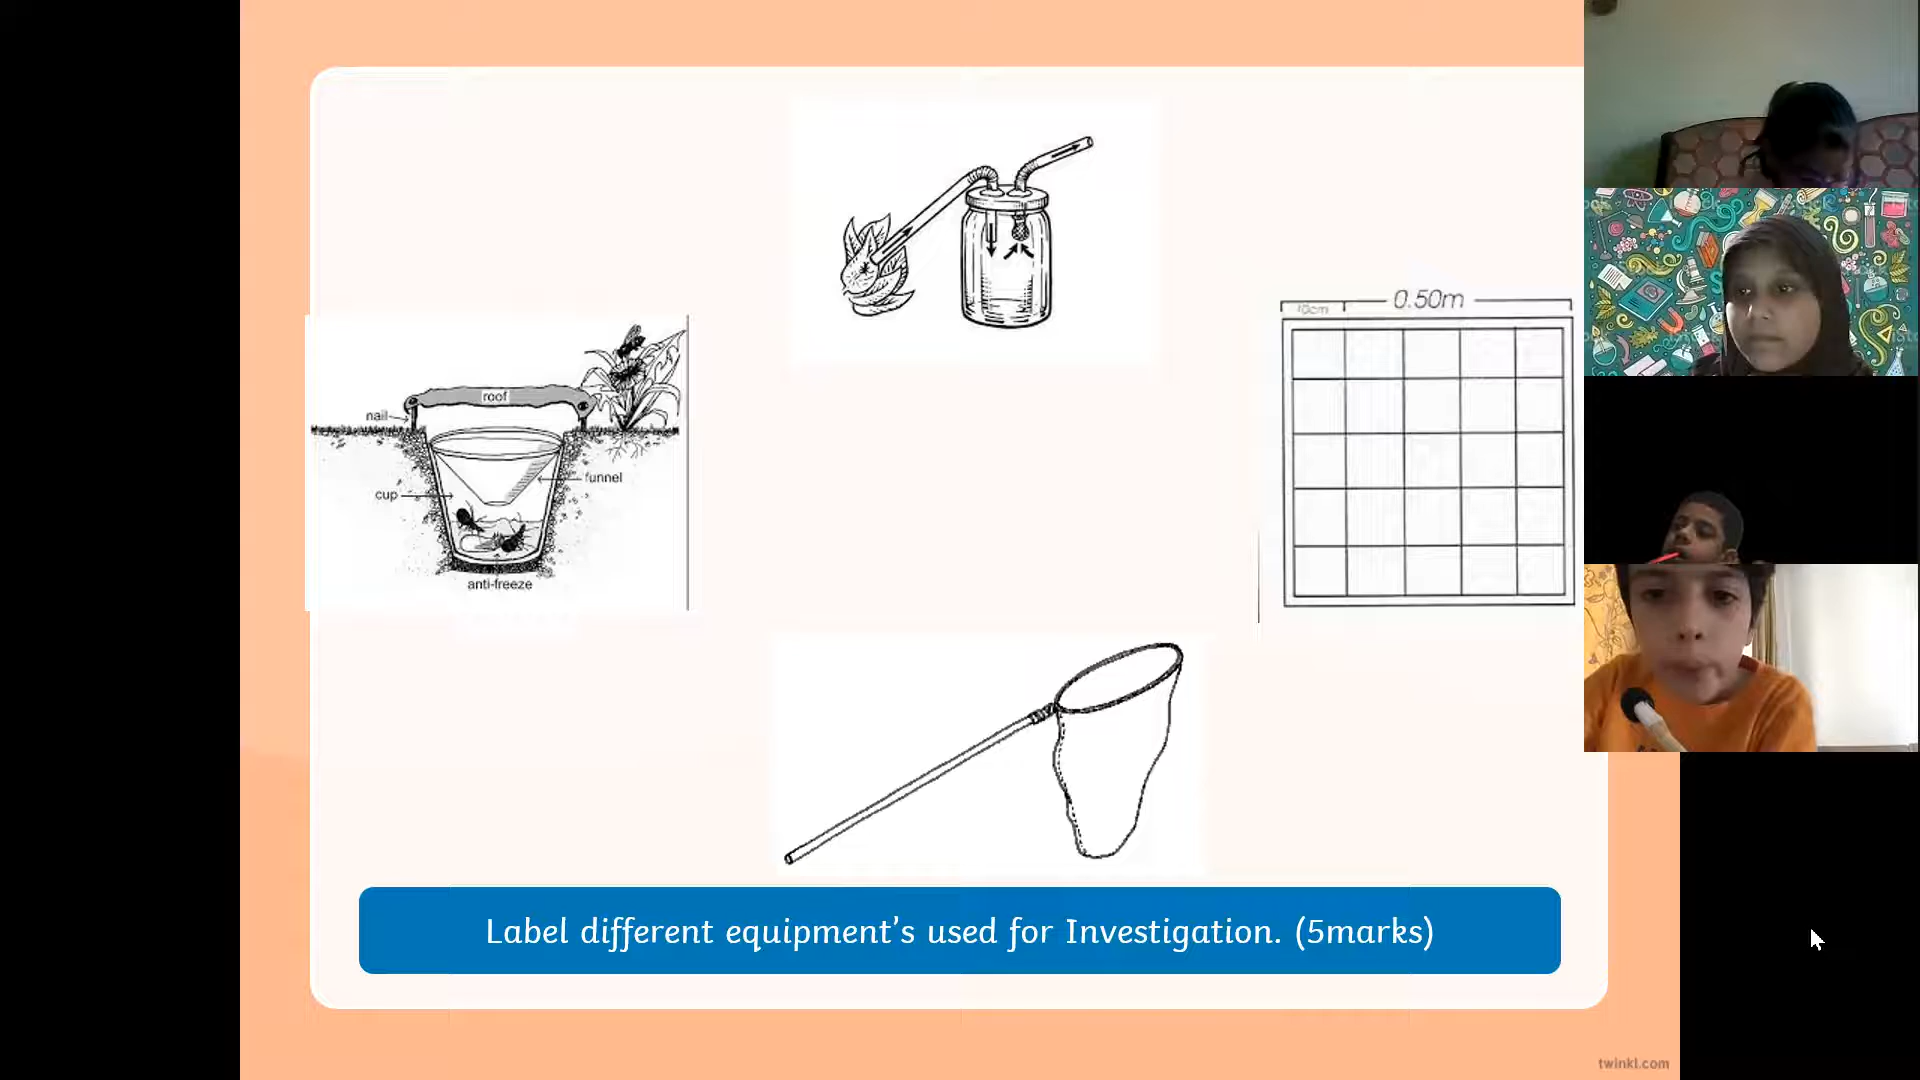 10cm
0.50m
roof
nail
funnel
cup
anti-freeze
Label different equipment's used for Investigation. (5marks)
twinkl.com